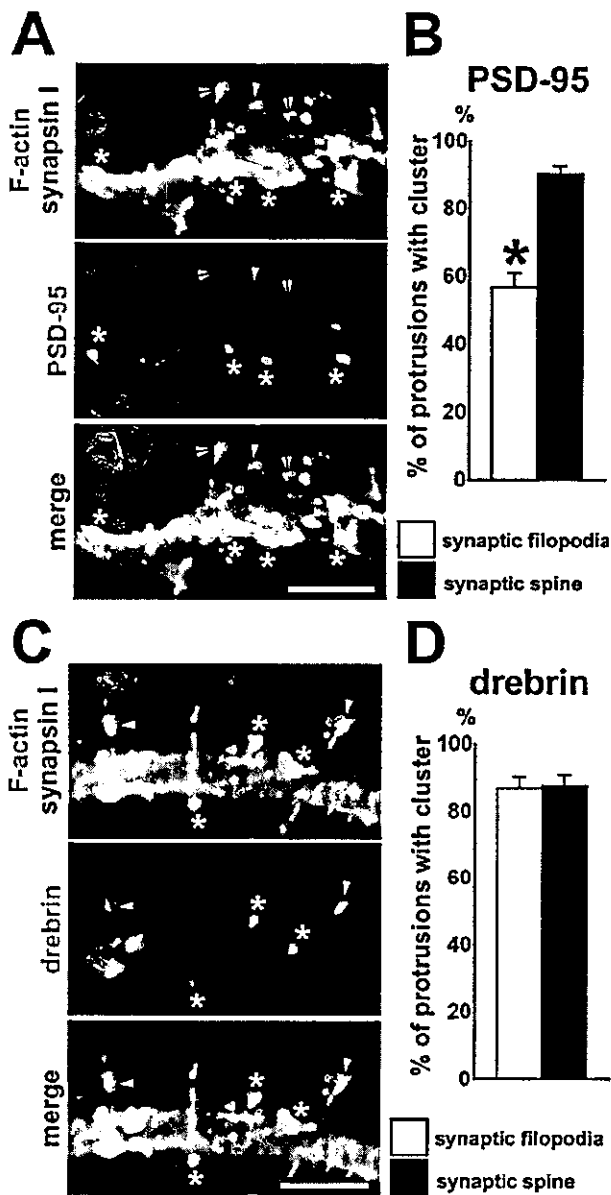 A
F-actin
synapsin I
PSD-95
merge
B
PSD-95
%
% of protrusions with cluster
100
80
60
40
20
0
*
synaptic filopodia
synaptic spine
C
F-actin
synapsin I
drebrin
merge
D
drebrin
%
% of protrusions with cluster
100
80
60
40
20
0
synaptic filopodia
synaptic spine